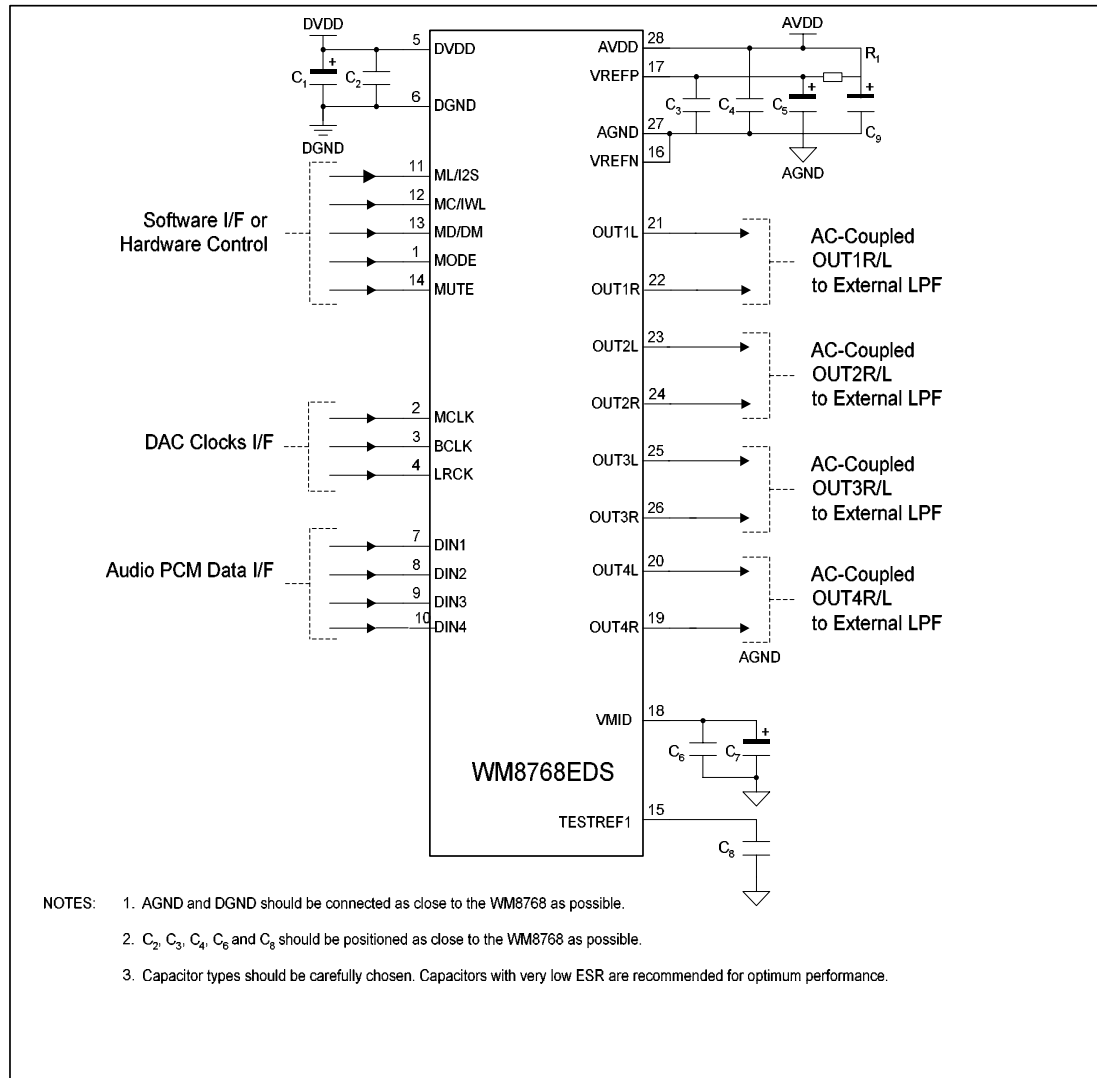 DVDD
AVDD
5
DVDD
C1
+
C2
6
DGND
DGND
AVDD
28
R1
VREFP
17
C3
C4
C5
+
+
C9
AGND
27
VREFN
16
AGND
Software I/F or
Hardware Control
11
ML/I2S
12
MC/IWL
13
MD/DM
1
MODE
14
MUTE
OUT1L
21
OUT1R
22
AC-Coupled
OUT1R/L
to External LPF
OUT2L
23
OUT2R
24
AC-Coupled
OUT2R/L
to External LPF
DAC Clocks I/F
2
MCLK
3
BCLK
4
LRCK
OUT3L
25
OUT3R
26
AC-Coupled
OUT3R/L
to External LPF
Audio PCM Data I/F
7
DIN1
8
DIN2
9
DIN3
10
DIN4
OUT4L
20
OUT4R
19
AC-Coupled
OUT4R/L
to External LPF
AGND
VMID
18
C6
C7
+
WM8768EDS
TESTREF1
15
C8
NOTES: 1. AGND and DGND should be connected as close to the WM8768 as possible.
2. C2, C3, C4, C6 and C8 should be positioned as close to the WM8768 as possible.
3. Capacitor types should be carefully chosen. Capacitors with very low ESR are recommended for optimum performance.